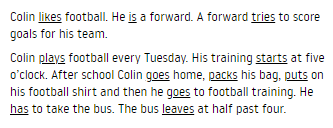 Colin likes football. He is a forward. A forward tries to score
goals for his team.
Colin plays football every Tuesday. His training starts at five
o'clock. After school Colin goes home, packs his bag, puts on
his football shirt and then he goes to football training. He
has to take the bus. The bus leaves at half past four.